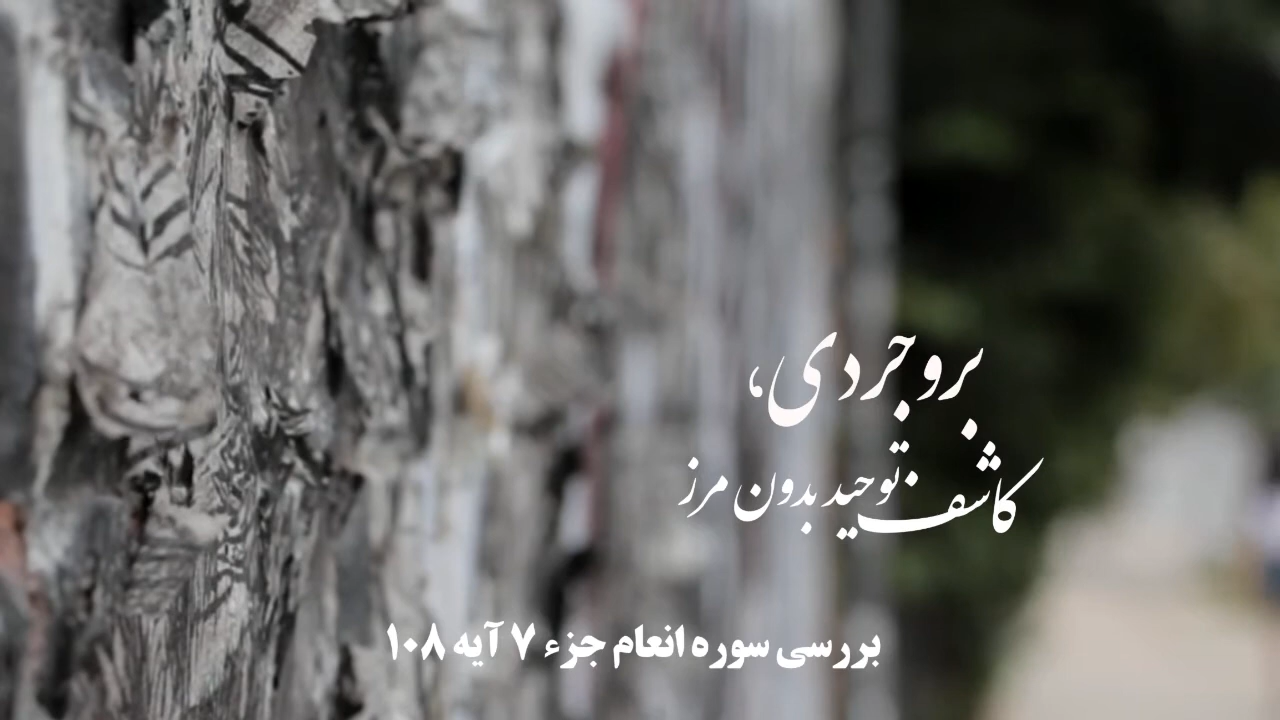 بروجردی،
کاشف توحید بدون مرز
بررسی سوره انعام جزء ۷ آیه ۱۰۸